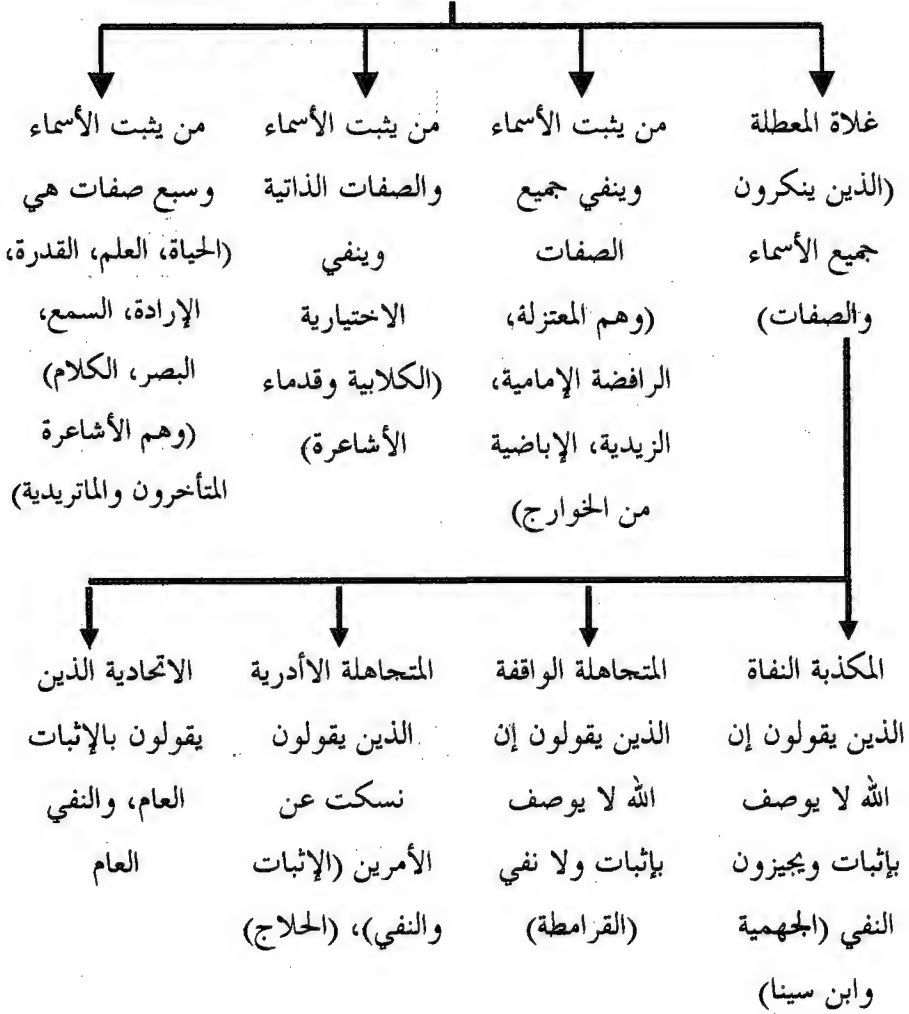 غلاة المعطلة
(الذين ينكرون
جميع الأسماء
والصفات)
من يثبت الأسماء
وينفي جميع
الصفات
(وهم المعتزلة،
الرافضة الإمامية،
الزيدية، الإباضية
من الخوارج)
من يثبت الأسماء
والصفات الذاتية
وينفي
الاختيارية
(الكلابية وقدماء
الأشاعرة)
من يثبت الأسماء
وسبع صفات هي
(الحياة، العلم، القدرة،
الإرادة، السمع،
البصر، الكلام)
(وهم الأشاعرة
المتأخرون والماتريدية)
المكذبة النفاة
الذين يقولون إن
الله لا يوصف
بإثبات ويجيزون
النفي (الجهمية
وابن سينا)
المتجاهلة الواقفة
الذين يقولون إن
الله لا يوصف
بإثبات ولا نفي
(القرامطة)
المتجاهلة الاأدرية
الذين يقولون
نسكت عن
الأمرين (الإثبات
والنفي)، (الحلاج)
الاتحادية الذين
يقولون بالإثبات
العام، والنفي
العام